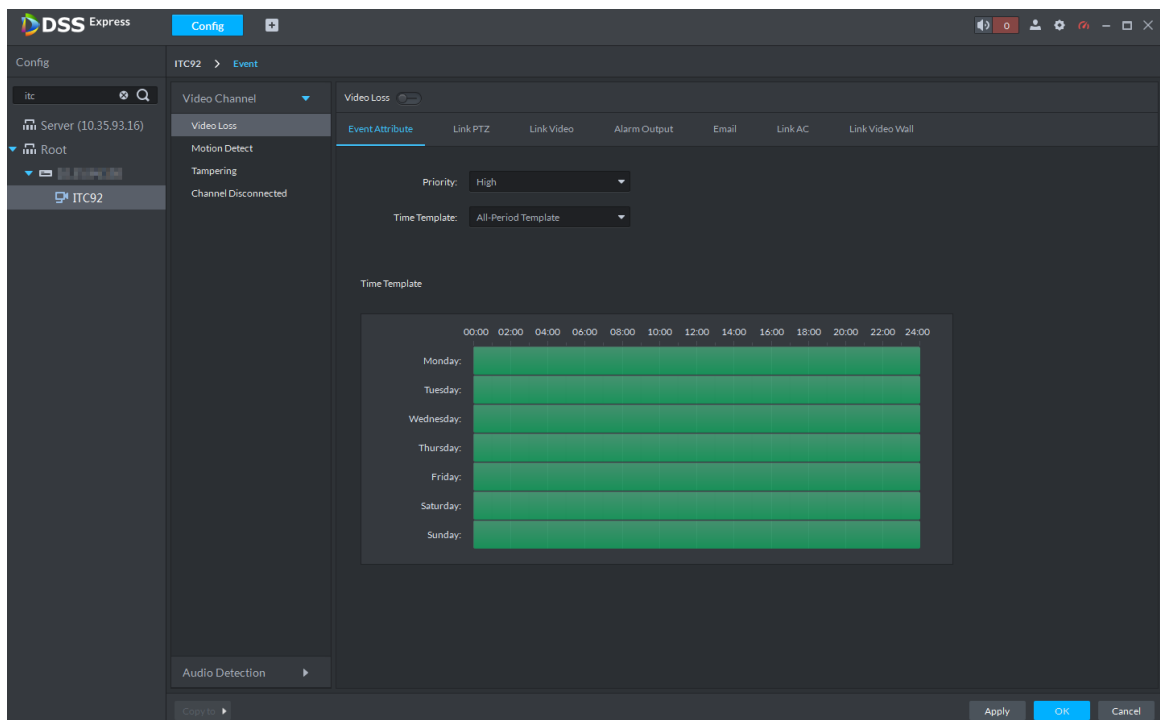 DSS Express
Config
0
Config
ITC92 > Event
itc
Video Channel
Video Loss
Server (10.35.93.16)
Video Loss
Event Attribute
Link PTZ
Link Video
Alarm Output
Email
Link AC
Link Video Wall
Root
Motion Detect
Tampering
Priority: High
ITC92
Channel Disconnected
Time Template: All-Period Template
Time Template
00:00 02:00 04:00 06:00 08:00 10:00 12:00 14:00 16:00 18:00 20:00 22:00 24:00
Monday:
Tuesday:
Wednesday:
Thursday:
Friday:
Saturday:
Sunday:
Audio Detection
Copy to
Apply
OK
Cancel